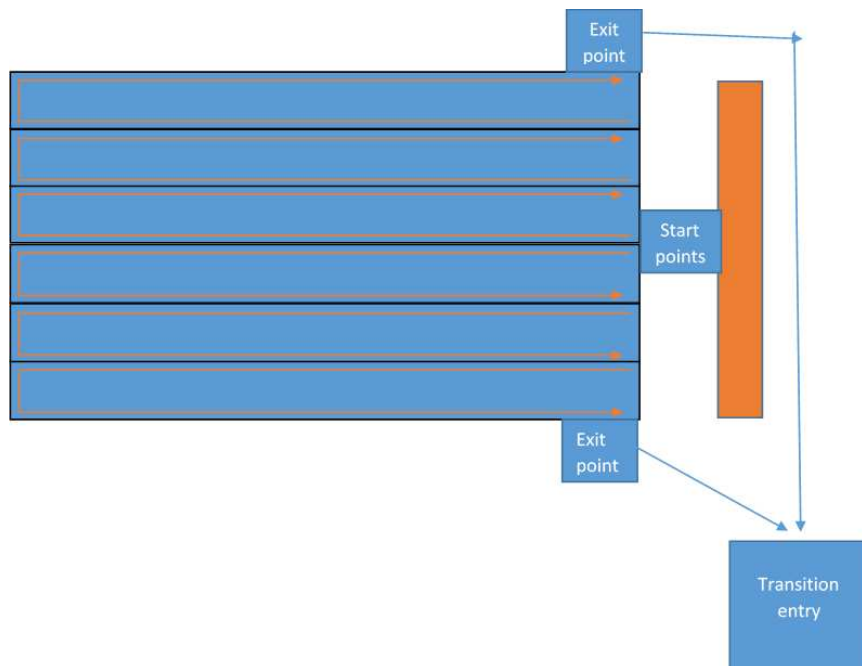 Exit
point
Start
points
Exit
point
Transition
entry